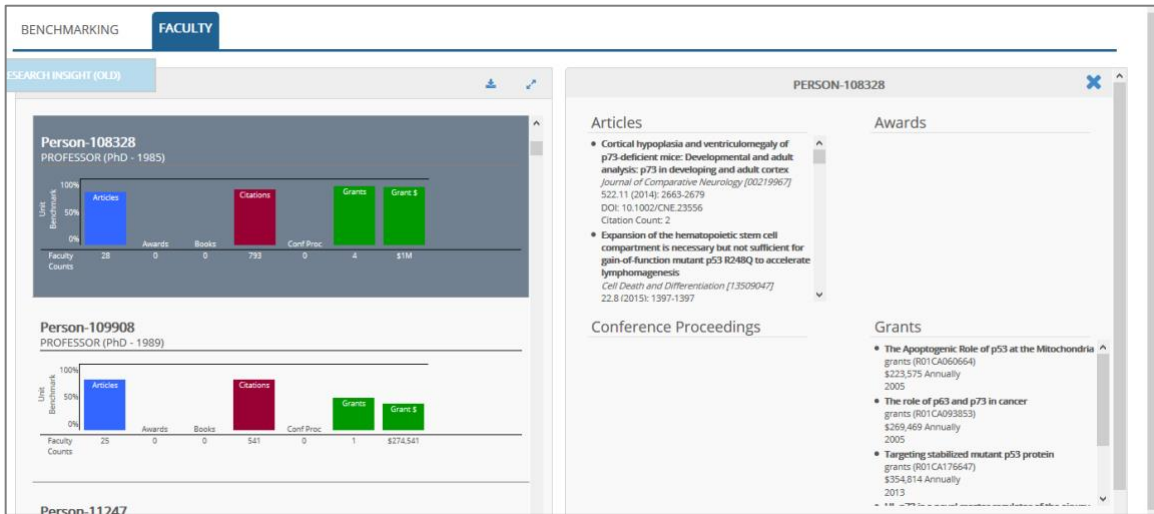 BENCHMARKING FACULTY
ESEARCH INSIGHT (OLD)
Person-108328
PROFESSOR (PhD - 1985)
Unit Benchmark
100%
50%
0%
Articles
Awards
Books
Citations
Conf Proc
Grants
Grant $
Faculty Counts 28 0 0 793 0 4 $1M
Person-109908
PROFESSOR (PhD - 1989)
Unit Benchmark
100%
50%
0%
Articles
Awards
Books
Citations
Conf Proc
Grants
Grant $
Faculty Counts 25 0 0 541 0 1 $274,541
Person-11247
PERSON-108328
Articles
Cortical hypoplasia and ventriculomegaly of
p73-deficient mice: Developmental and adult
analysis: p73 in developing and adult cortex
Journal of Comparative Neurology [00219967]
522.11 (2014): 2663-2679
DOI: 10.1002/CNE.23556
Citation Count: 2
Expansion of the hematopoietic stem cell
compartment is necessary but not sufficient for
gain-of-function mutant p53 R248Q to accelerate
lymphomagenesis
Cell Death and Differentiation [13509047]
22.8 (2015): 1397-1397
Awards
Conference Proceedings
Grants
The Apoptogenic Role of p53 at the Mitochondria
grants (R01CA060664)
$223,575 Annually
2005
The role of p63 and p73 in cancer
grants (R01CA093853)
$269,469 Annually
2005
Targeting stabilized mutant p53 protein
grants (R01CA176647)
$354,814 Annually
2013